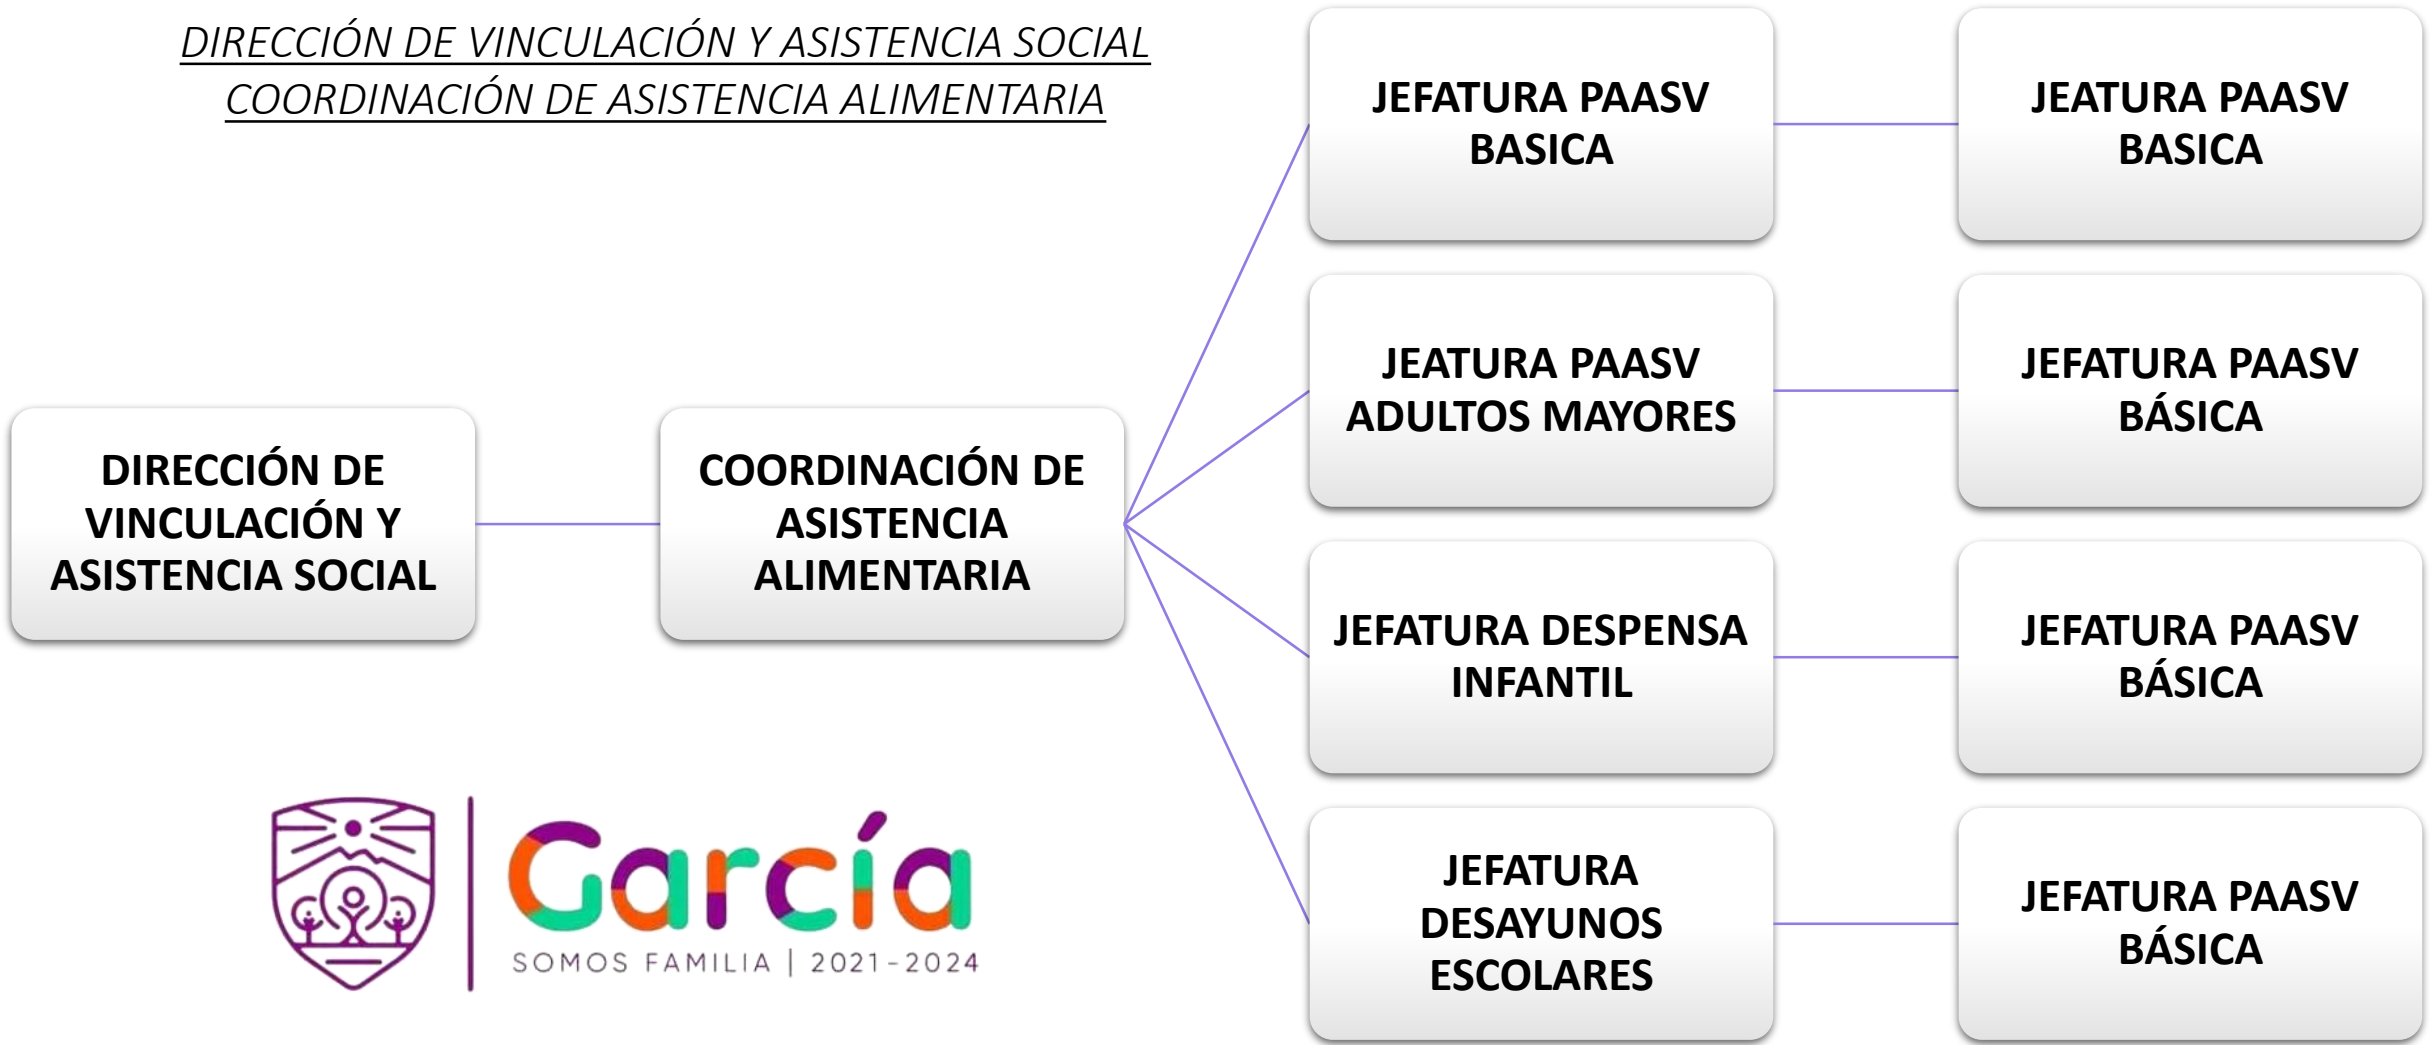 DIRECCIÓN DE VINCULACIÓN Y ASISTENCIA SOCIAL
COORDINACIÓN DE ASISTENCIA ALIMENTARIA
DIRECCIÓN DE
VINCULACIÓN Y
ASISTENCIA SOCIAL
COORDINACIÓN DE
ASISTENCIA
ALIMENTARIA
JEFATURA PAASV
BASICA
JEATURA PAASV
BASICA
JEATURA PAASV
ADULTOS MAYORES
JEFATURA PAASV
BÁSICA
JEFATURA DESPENSA
INFANTIL
JEFATURA PAASV
BÁSICA
JEFATURA
DESAYUNOS
ESCOLARES
JEFATURA PAASV
BÁSICA
García
SOMOS FAMILIA | 2021-2024